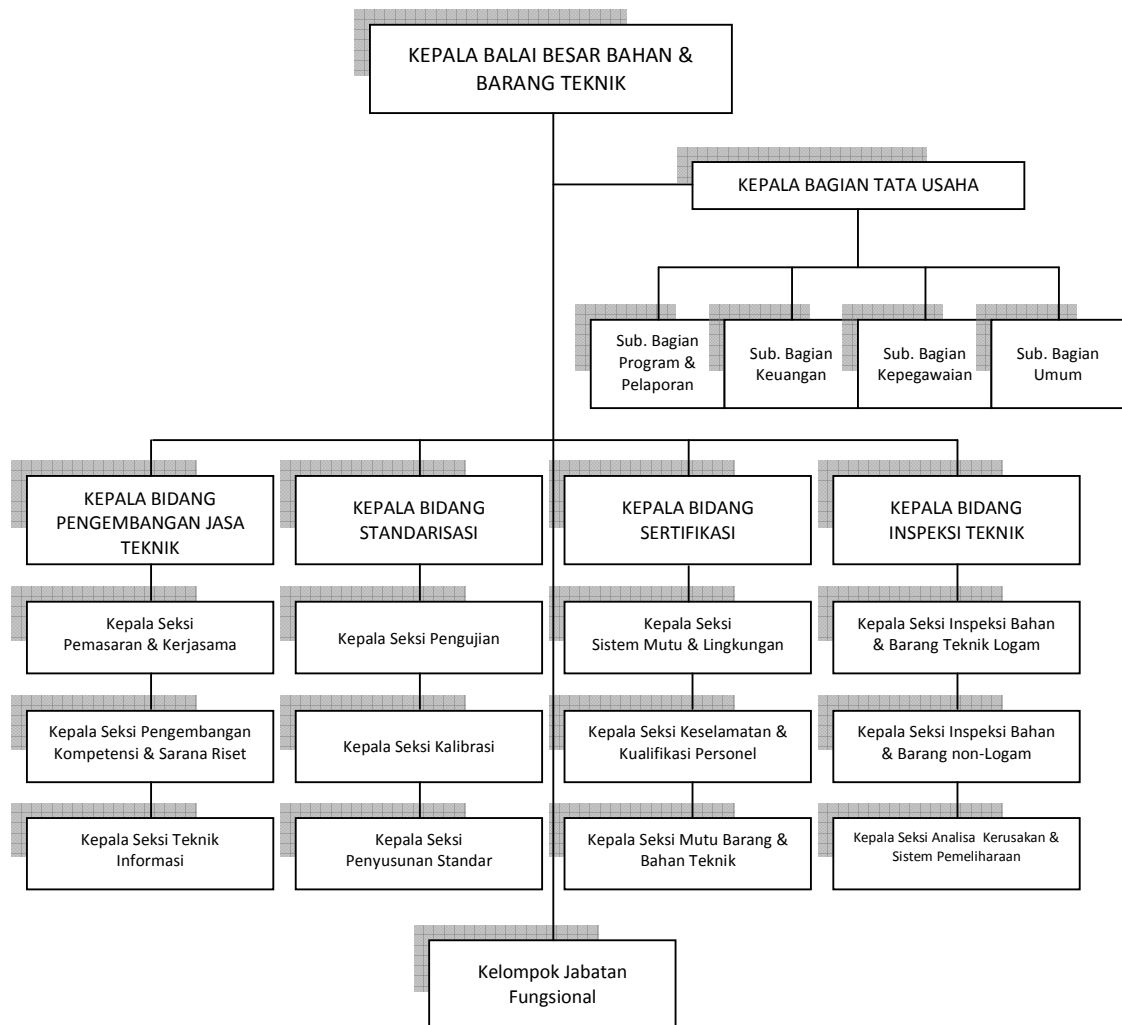 KEPALA BALAI BESAR BAHAN &
BARANG TEKNIK
KEPALA BAGIAN TATA USAHA
Sub. Bagian
Program &
Pelaporan
Sub. Bagian
Keuangan
Sub. Bagian
Kepegawaian
Sub. Bagian
Umum
KEPALA BIDANG
PENGEMBANGAN JASA
TEKNIK
KEPALA BIDANG
STANDARISASI
KEPALA BIDANG
SERTIFIKASI
KEPALA BIDANG
INSPEKSI TEKNIK
Kepala Seksi
Pemasaran & Kerjasama
Kepala Seksi Pengujian
Kepala Seksi
Sistem Mutu & Lingkungan
Kepala Seksi Inspeksi Bahan
& Barang Teknik Logam
Kepala Seksi Pengembangan
Kompetensi & Sarana Riset
Kepala Seksi Kalibrasi
Kepala Seksi Keselamatan &
Kualifikasi Personel
Kepala Seksi Inspeksi Bahan
& Barang non-Logam
Kepala Seksi Teknik
Informasi
Kepala Seksi
Penyusunan Standar
Kepala Seksi Mutu Barang &
Bahan Teknik
Kepala Seksi Analisa Kerusakan &
Sistem Pemeliharaan
Kelompok Jabatan
Fungsional